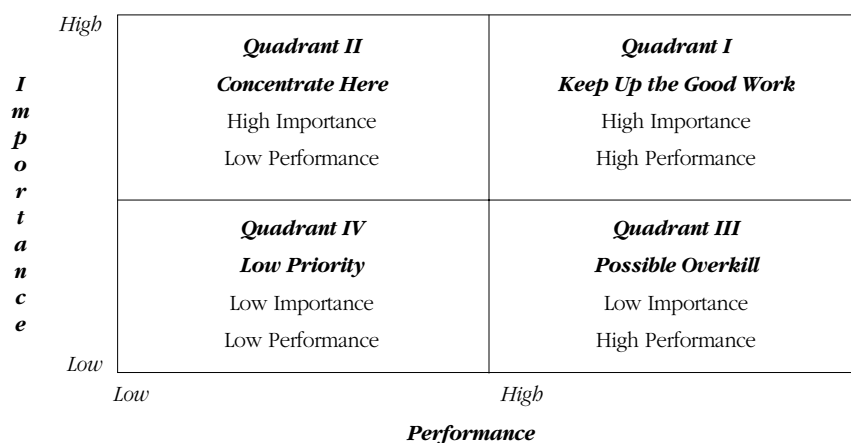 High
Importance
Quadrant II
Concentrate Here
High Importance
Low Performance
Quadrant I
Keep Up the Good Work
High Importance
High Performance
Quadrant IV
Low Priority
Low Importance
Low Performance
Quadrant III
Possible Overkill
Low Importance
High Performance
Low
Low
High
Performance